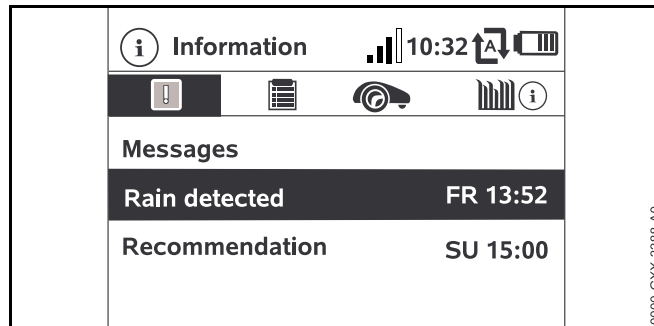 i Information 10:32 A
i
Messages
Rain detected FR 13:52
Recommendation SU 15:00